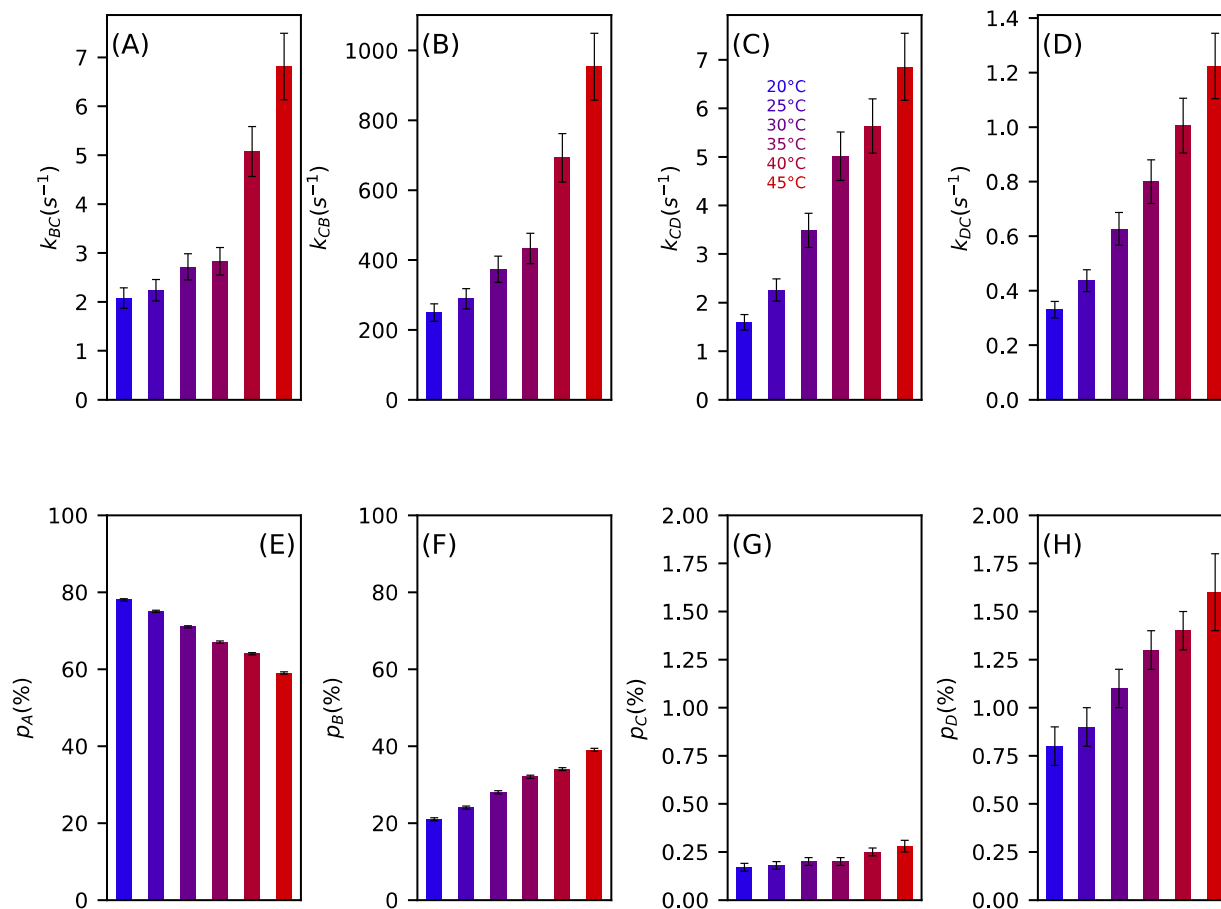 (A)
k_BC(s⁻¹)
7
6
5
4
3
2
1
0
(B)
k_CB(s⁻¹)
1000
800
600
400
200
0
(C)
k_CD(s⁻¹)
7
6
5
4
3
2
1
0
20°C
25°C
30°C
35°C
40°C
45°C
(D)
k_DC(s⁻¹)
1.4
1.2
1.0
0.8
0.6
0.4
0.2
0.0
(E)
p_A(%)
100
80
60
40
20
0
(F)
p_B(%)
100
80
60
40
20
0
(G)
p_C(%)
2.00
1.75
1.50
1.25
1.00
0.75
0.50
0.25
0.00
(H)
p_D(%)
2.00
1.75
1.50
1.25
1.00
0.75
0.50
0.25
0.00